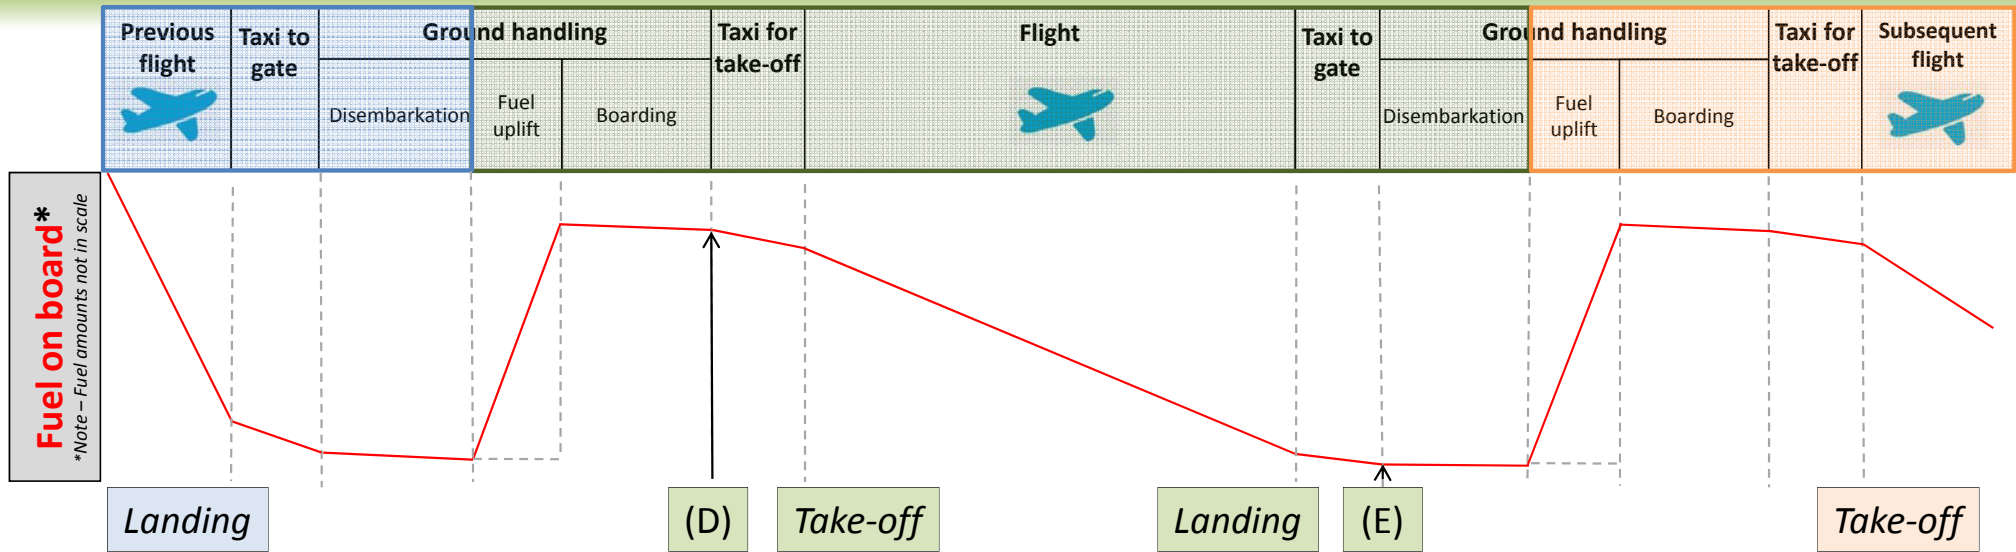 Previous
flight
Taxi to
gate
Ground handling
Disembarkation
Fuel
uplift
Boarding
Taxi for
take-off
Flight
Taxi to
gate
Ground handling
Disembarkation
Fuel
uplift
Boarding
Taxi for
take-off
Subsequent
flight
Fuel on board*
*Note – Fuel amounts not in scale
Landing
(D)
Take-off
Landing
(E)
Take-off